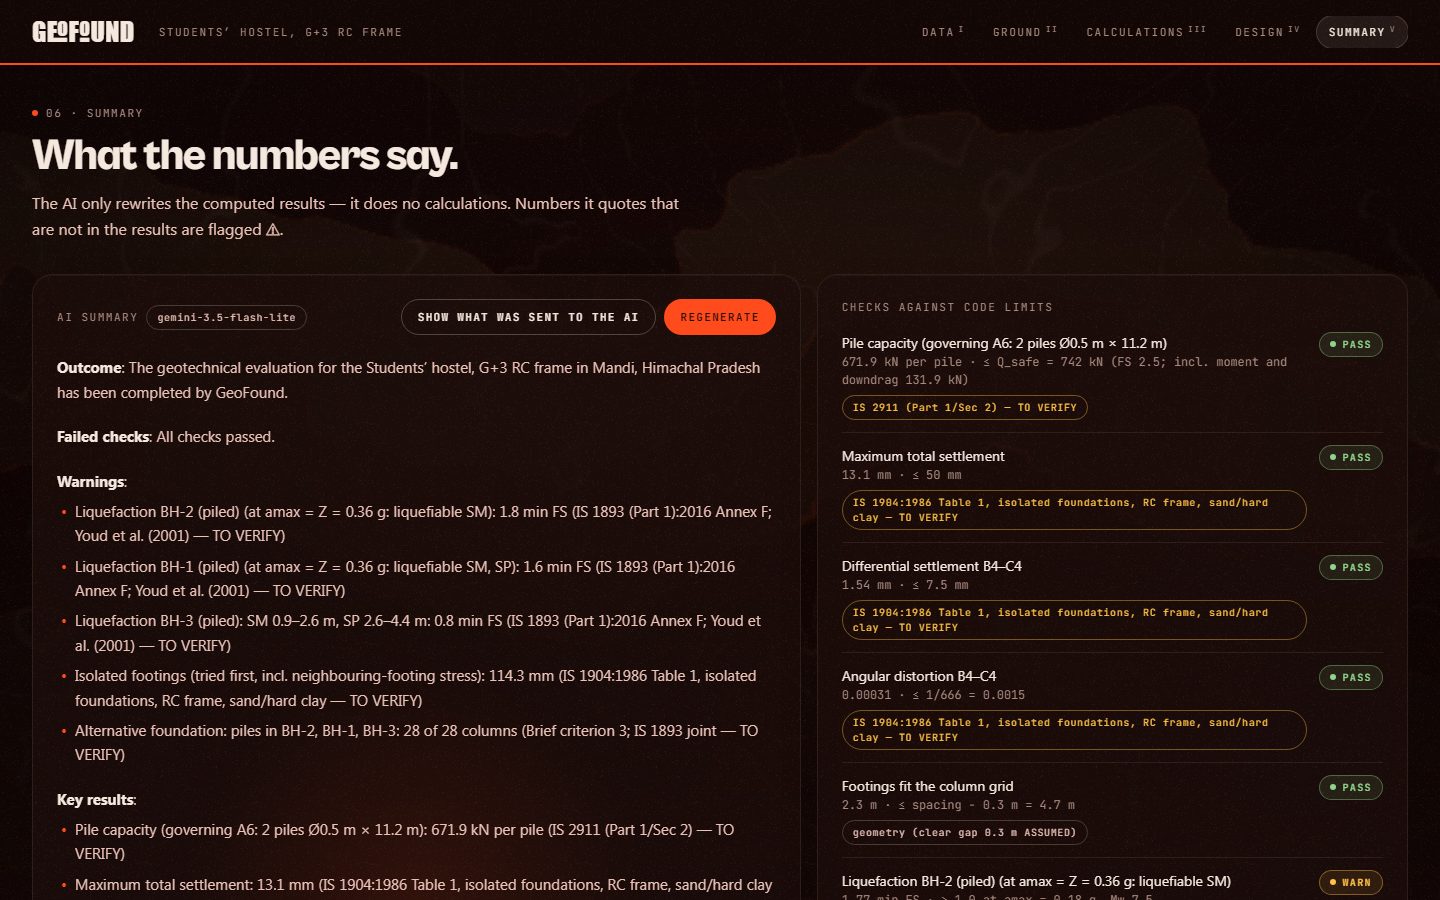 GEOFOUND
STUDENTS' HOSTEL, G+3 RC FRAME
DATA I
GROUND II
CALCULATIONS III
DESIGN IV
SUMMARY V
06 · SUMMARY
What the numbers say.
The AI only rewrites the computed results — it does no calculations. Numbers it quotes that
are not in the results are flagged ⚠.
AI SUMMARY
gemini-3.5-flash-lite
SHOW WHAT WAS SENT TO THE AI
REGENERATE
Outcome: The geotechnical evaluation for the Students' hostel, G+3 RC frame in Mandi, Himachal Pradesh
has been completed by GeoFound.
Failed checks: All checks passed.
Warnings:
• Liquefaction BH-2 (piled) (at amax = Z = 0.36 g: liquefiable SM): 1.8 min FS (IS 1893 (Part 1):2016 Annex F;
Youd et al. (2001) — TO VERIFY)
• Liquefaction BH-1 (piled) (at amax = Z = 0.36 g: liquefiable SM, SP): 1.6 min FS (IS 1893 (Part 1):2016
Annex F; Youd et al. (2001) — TO VERIFY)
• Liquefaction BH-3 (piled): SM 0.9–2.6 m, SP 2.6–4.4 m: 0.8 min FS (IS 1893 (Part 1):2016 Annex F; Youd et
al. (2001) — TO VERIFY)
• Isolated footings (tried first, incl. neighbouring-footing stress): 114.3 mm (IS 1904:1986 Table 1, isolated
foundations, RC frame, sand/hard clay — TO VERIFY)
• Alternative foundation: piles in BH-2, BH-1, BH-3: 28 of 28 columns (Brief criterion 3; IS 1893 joint — TO
VERIFY)
Key results:
• Pile capacity (governing A6: 2 piles Ø0.5 m × 11.2 m): 671.9 kN per pile (IS 2911 (Part 1/Sec 2) — TO
VERIFY)
• Maximum total settlement: 13.1 mm (IS 1904:1986 Table 1, isolated foundations, RC frame, sand/hard clay
CHECKS AGAINST CODE LIMITS
Pile capacity (governing A6: 2 piles Ø0.5 m × 11.2 m)
PASS
671.9 kN per pile · ≤ Q_safe = 742 kN (FS 2.5; incl. moment and
downdrag 131.9 kN)
IS 2911 (Part 1/Sec 2) — TO VERIFY
Maximum total settlement
PASS
13.1 mm · ≤ 50 mm
IS 1904:1986 Table 1, isolated foundations, RC frame, sand/hard
clay — TO VERIFY
Differential settlement B4–C4
PASS
1.54 mm · ≤ 7.5 mm
IS 1904:1986 Table 1, isolated foundations, RC frame, sand/hard
clay — TO VERIFY
Angular distortion B4–C4
PASS
0.00031 · ≤ 1/666 = 0.0015
IS 1904:1986 Table 1, isolated foundations, RC frame, sand/hard
clay — TO VERIFY
Footings fit the column grid
PASS
2.3 m · ≤ spacing - 0.3 m = 4.7 m
geometry (clear gap 0.3 m ASSUMED)
Liquefaction BH-2 (piled) (at amax = Z = 0.36 g: liquefiable SM)
WARN
1.77 min FS · > 1.0 at amax = 0.18 g, Mw 7.5